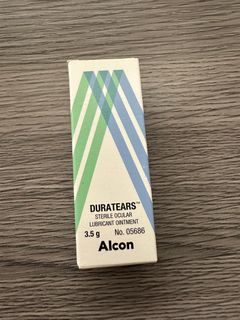 DURATEARS™
STERILE OCULAR
LUBRICANT OINTMENT
3.5 g No. 05686
Alcon